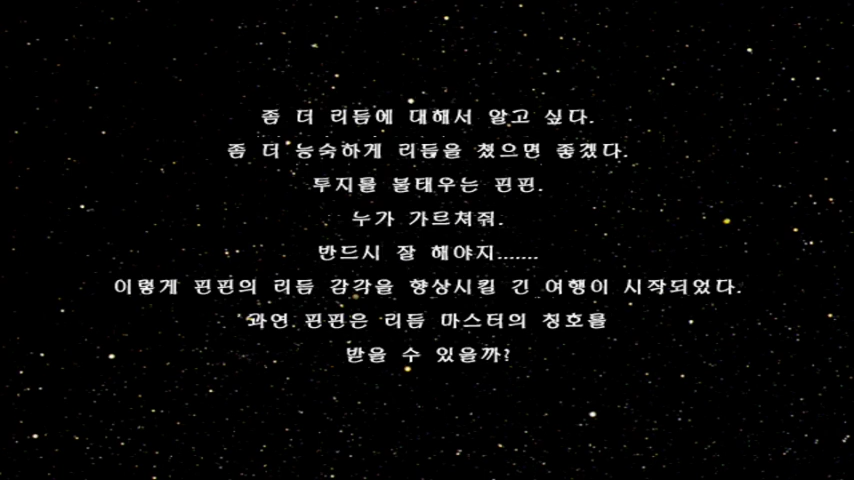 좀 더 리듬에 대해서 알고 싶다.
좀 더 능숙하게 리듬을 쳤으면 좋겠다.
투지를 불태우는 핀핀.
누가 가르쳐줘.
반드시 잘 해야지.......
이렇게 핀핀의 리듬 감각을 향상시킬 긴 여행이 시작되었다.
과연 핀핀은 리듬 마스터의 칭호를
받을 수 있을까?